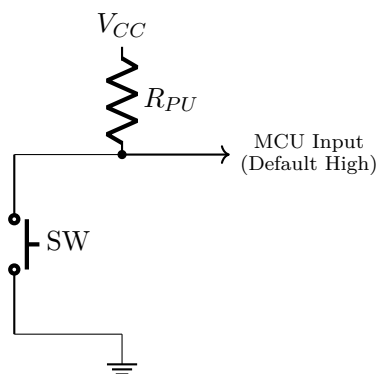 V_CC
R_PU
MCU Input
(Default High)
SW